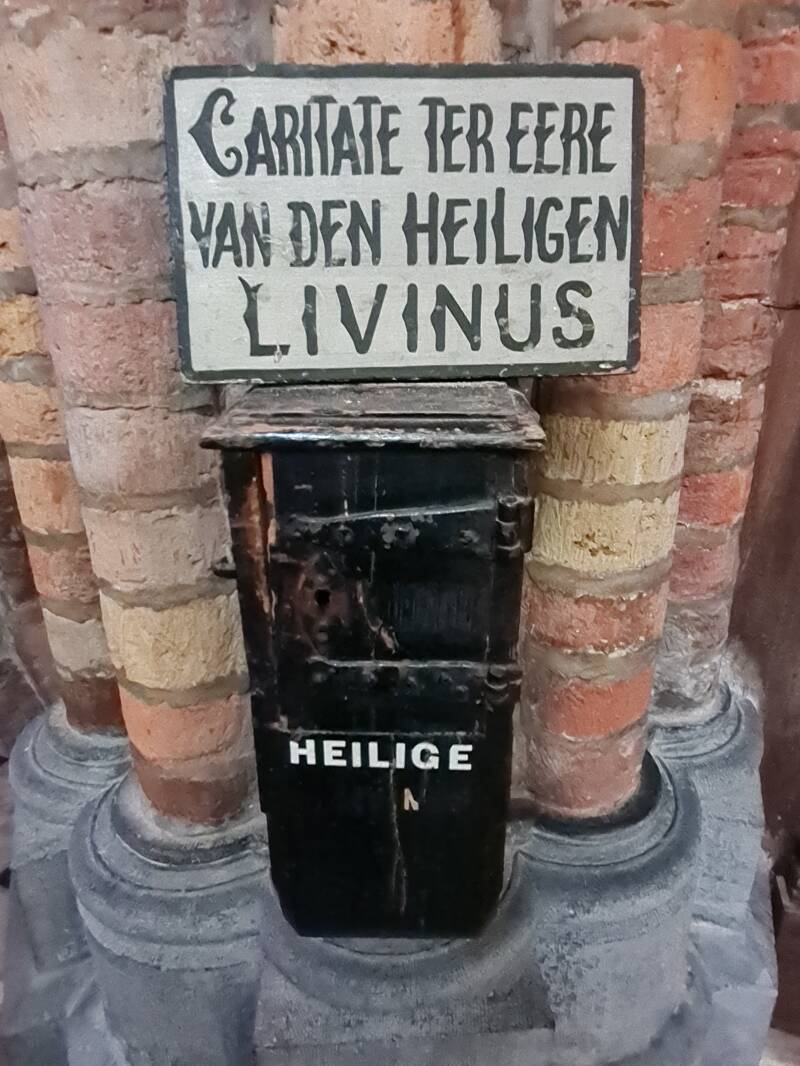 CARITATE TER EERE
VAN DEN HEILIGEN
LIVINUS
HEILIGE